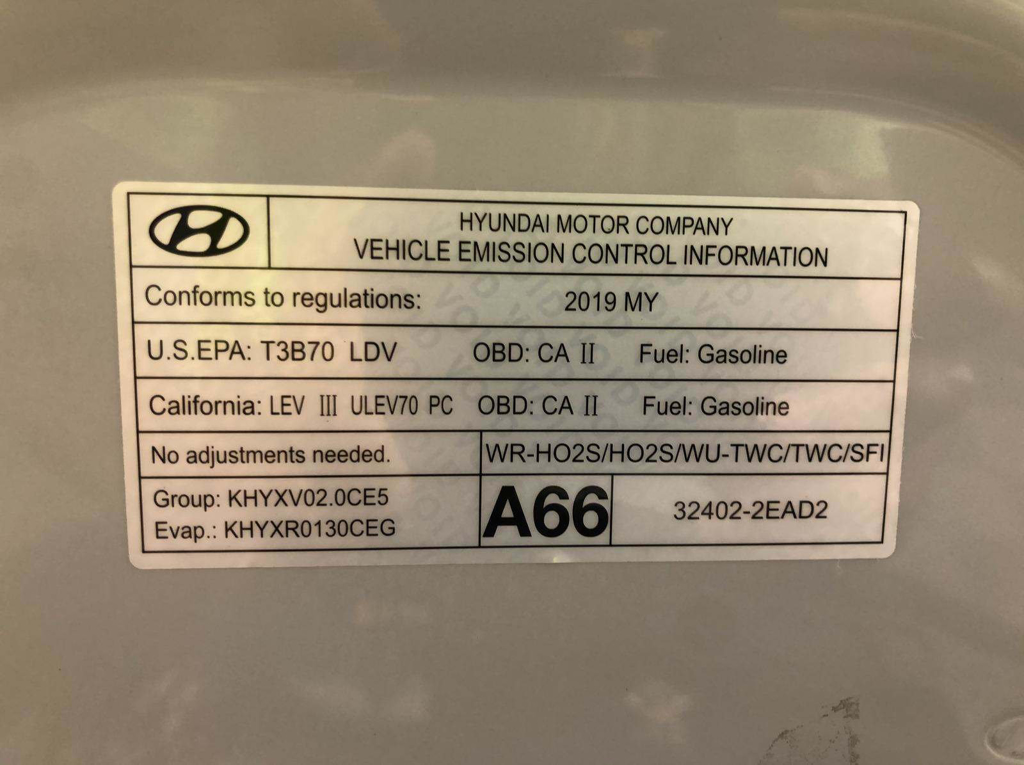 HYUNDAI MOTOR COMPANY
VEHICLE EMISSION CONTROL INFORMATION
Conforms to regulations: 2019 MY
U.S.EPA: T3B70 LDV OBD: CA II Fuel: Gasoline
California: LEV III ULEV70 PC OBD: CA II Fuel: Gasoline
No adjustments needed. WR-HO2S/HO2S/WU-TWC/TWC/SFI
Group: KHYXV02.0CE5
Evap.: KHYXR0130CEG
A66
32402-2EAD2